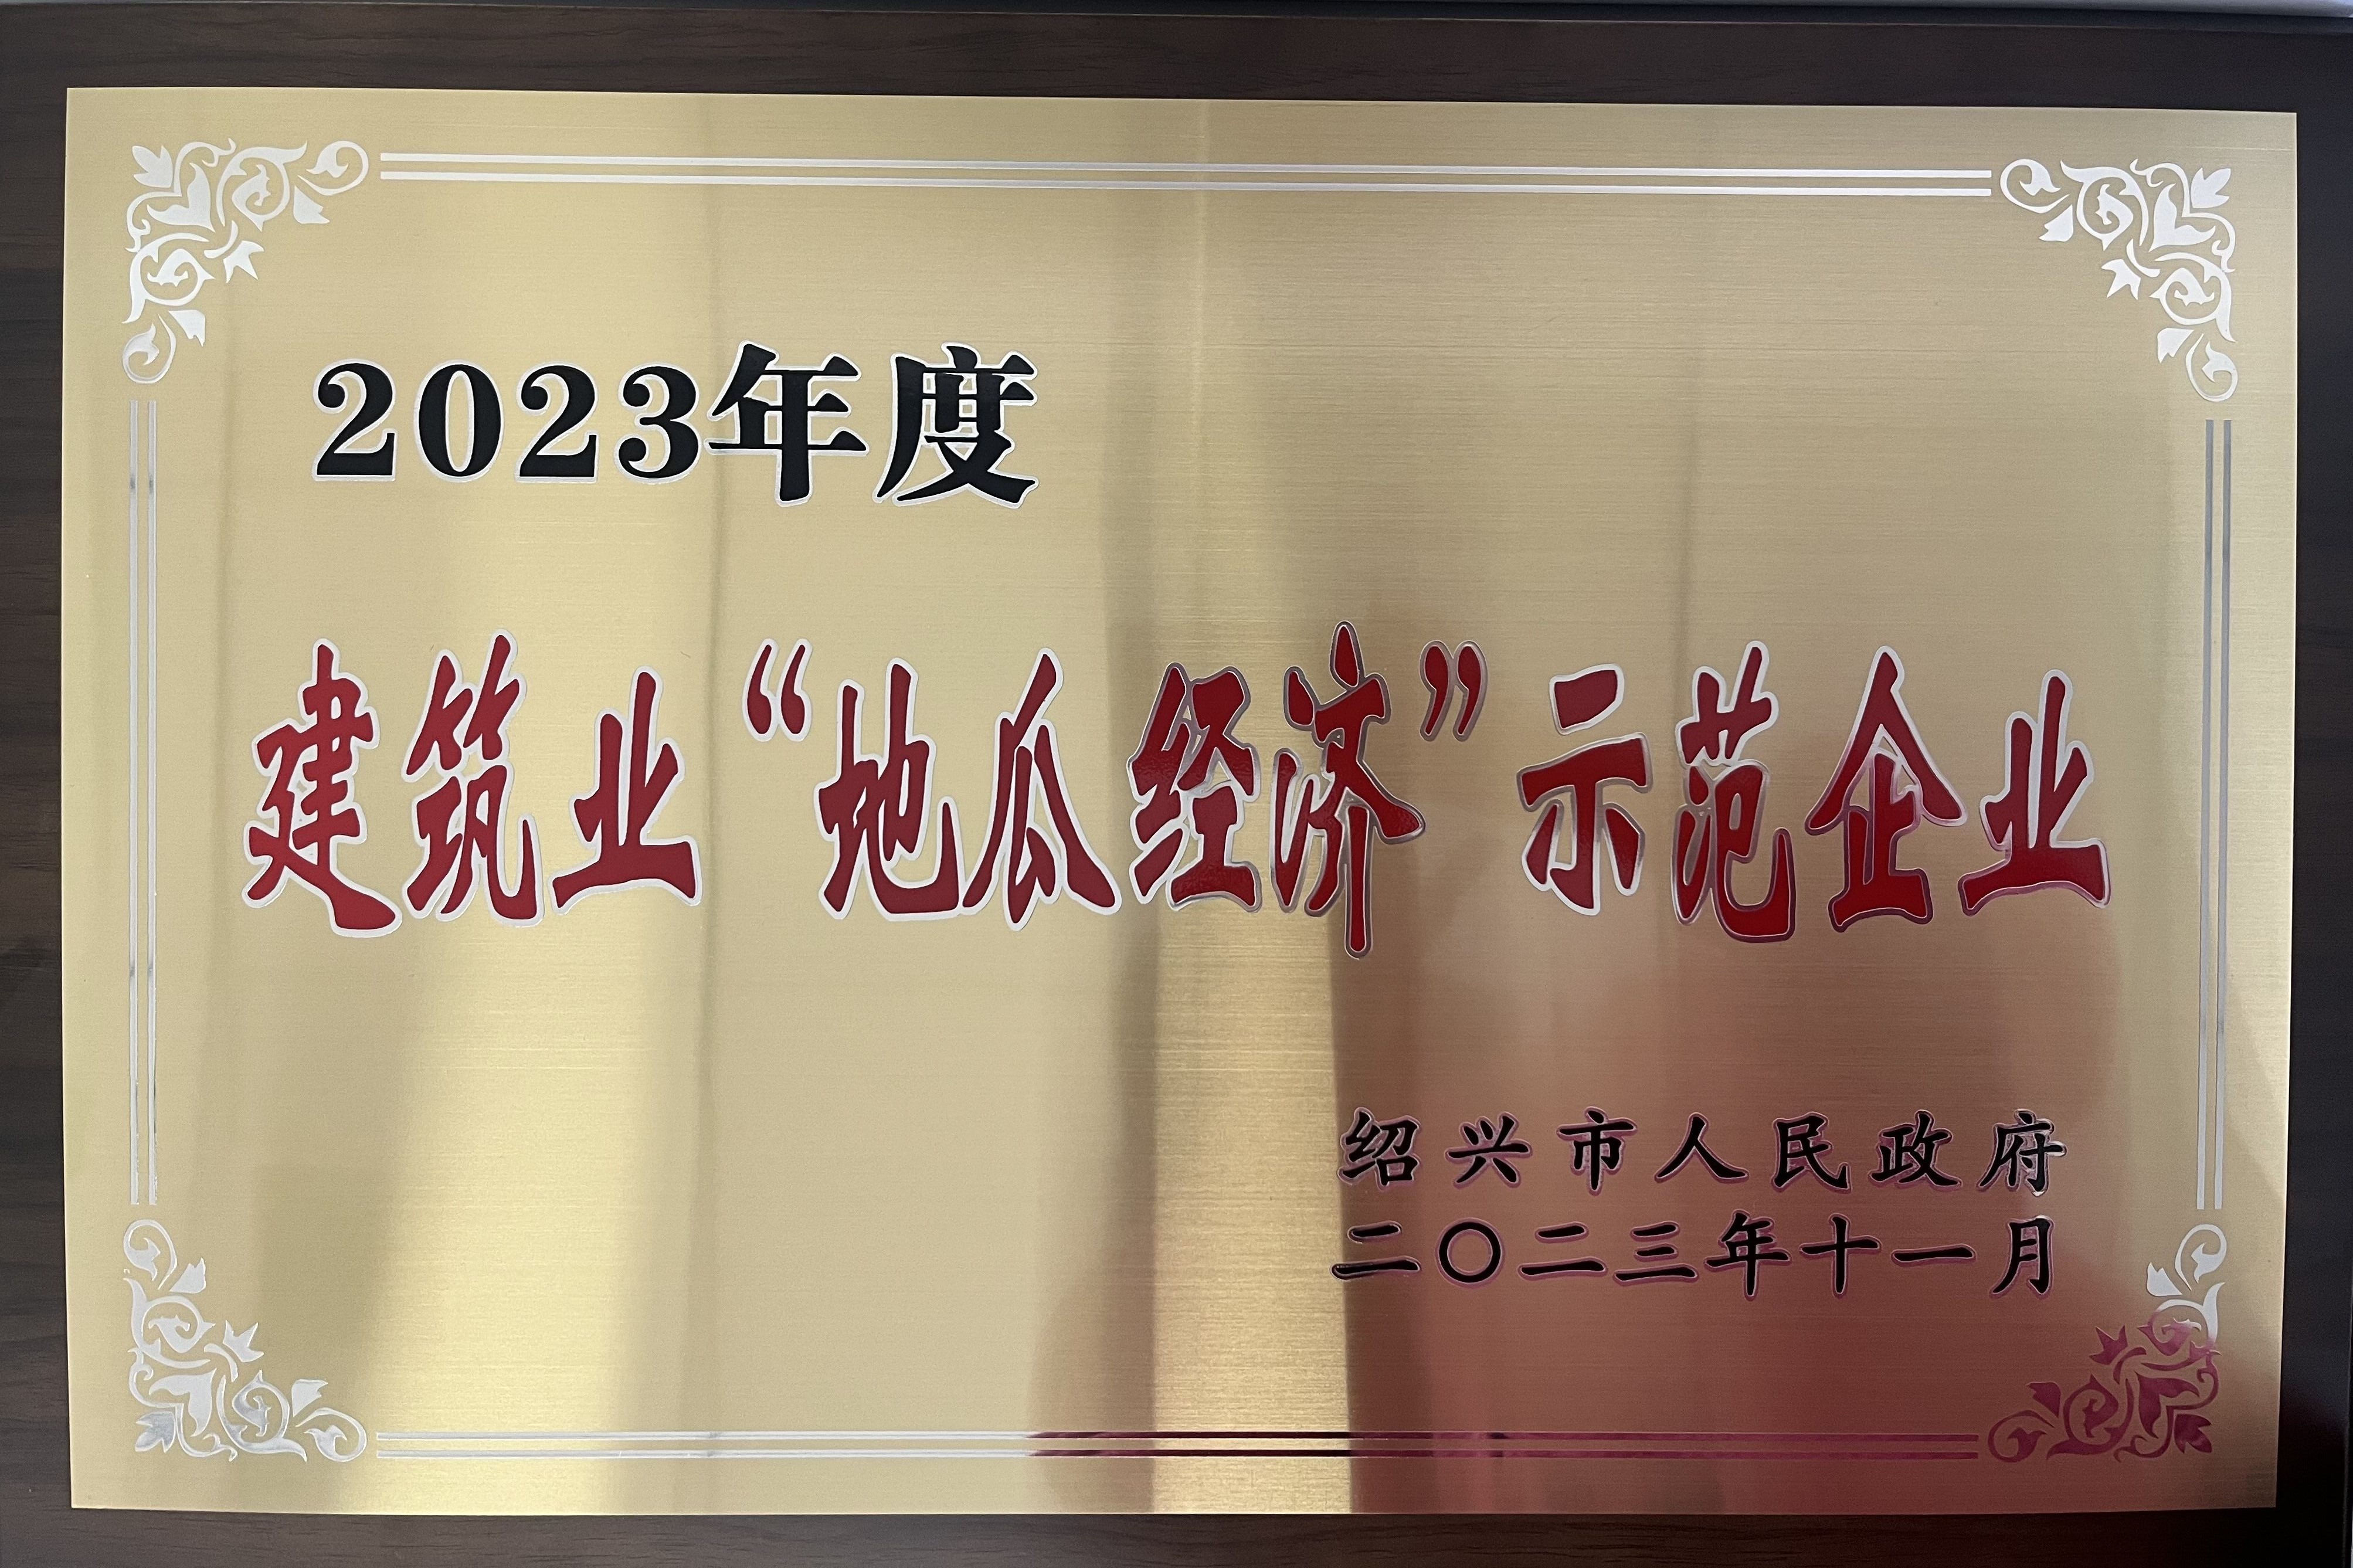 2023年度
建筑业“地瓜经济”示范企业
绍兴市人民政府
二〇二三年十一月